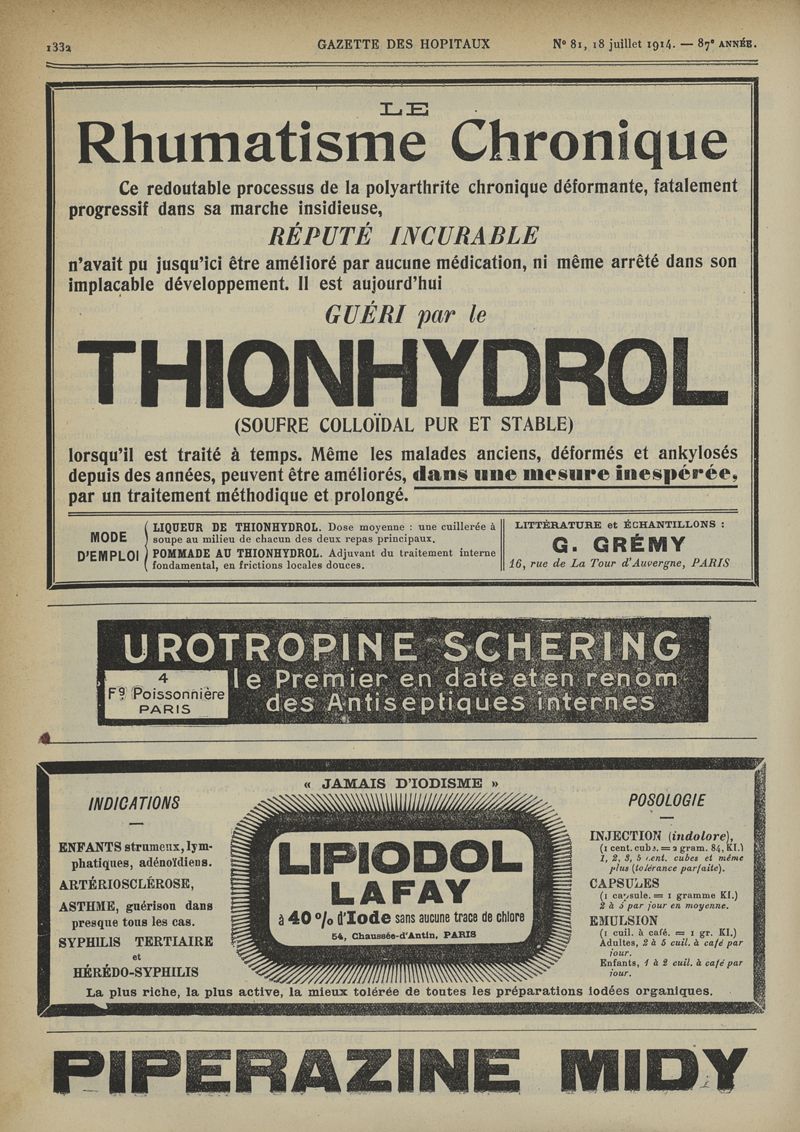 1332 GAZETTE DES HOPITAUX N° 81, 18 juillet 1914. — 87e ANNÉE.
LE
Rhumatisme Chronique
Ce redoutable processus de la polyarthrite chronique déformante, fatalement
progressif dans sa marche insidieuse,
RÉPUTÉ INCURABLE
n'avait pu jusqu'ici être amélioré par aucune médication, ni même arrêté dans son
implacable développement. Il est aujourd'hui
GUÉRI par le
THIONHYDROL
(SOUFRE COLLOÏDAL PUR ET STABLE)
lorsqu'il est traité à temps. Même les malades anciens, déformés et ankylosés
depuis des années, peuvent être améliorés, dans une mesure inespérée,
par un traitement méthodique et prolongé.
MODE
D'EMPLOI
LIQUEUR DE THIONHYDROL. Dose moyenne : une cuillerée à
soupe au milieu de chacun des deux repas principaux.
POMMADE AU THIONHYDROL. Adjuvant du traitement interne
fondamental, en frictions locales douces.
LITTÉRATURE et ÉCHANTILLONS :
G. GRÉMY
16, rue de La Tour d'Auvergne, PARIS
UROTROPINE SCHERING
4
Fg Poissonnière
PARIS
le Premier en date et en renom
des Antiseptiques internes
« JAMAIS D'IODISME »
INDICATIONS
ENFANTS strumeux, lym-
phatiques, adénoïdiens.
ARTÉRIOSCLÉROSE,
ASTHME, guérison dans
presque tous les cas.
SYPHILIS TERTIAIRE
et
HÉRÉDO-SYPHILIS
LIPIODOL
LAFAY
à 40 % d'Iode sans aucune trace de chlore
54, Chaussée-d'Antin, PARIS
POSOLOGIE
INJECTION (indolore),
(1 cent. cube. = 2 gram. 84, KI.)
1, 2, 3, 5 cent. cubes et même
plus (tolérance parfaite).
CAPSULES
(1 capsule. = 1 gramme KI.)
2 à 5 par jour en moyenne.
EMULSION
(1 cuil. à café. = 1 gr. KI.)
Adultes, 2 à 5 cuil. à café par
jour.
Enfants, 1 à 2 cuil. à café par
jour.
La plus riche, la plus active, la mieux tolérée de toutes les préparations iodées organiques.
PIPERAZINE MIDY